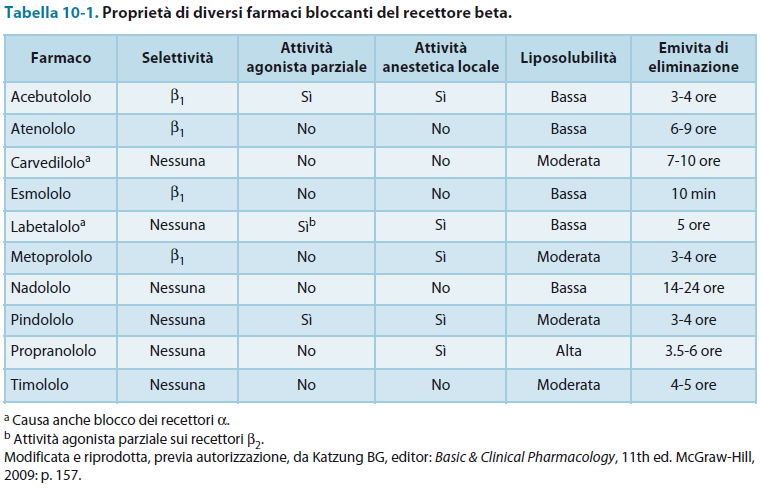 Tabella 10-1. Proprietà di diversi farmaci bloccanti del recettore beta.
Farmaco Selettività Attività agonista parziale Attività anestetica locale Liposolubilità Emivita di eliminazione
Acebutololo β1 Sì Sì Bassa 3-4 ore
Atenololo β1 No No Bassa 6-9 ore
Carvedilolo^a Nessuna No No Moderata 7-10 ore
Esmololo β1 No No Bassa 10 min
Labetalolo^a Nessuna Sì^b Sì Bassa 5 ore
Metoprololo β1 No Sì Moderata 3-4 ore
Nadololo Nessuna No No Bassa 14-24 ore
Pindololo Nessuna Sì Sì Moderata 3-4 ore
Propranololo Nessuna No Sì Alta 3.5-6 ore
Timololo Nessuna No No Moderata 4-5 ore
a Causa anche blocco dei recettori α.
b Attività agonista parziale sui recettori β2.
Modificata e riprodotta, previa autorizzazione, da Katzung BG, editor: Basic & Clinical Pharmacology, 11th ed. McGraw-Hill,
2009: p. 157.